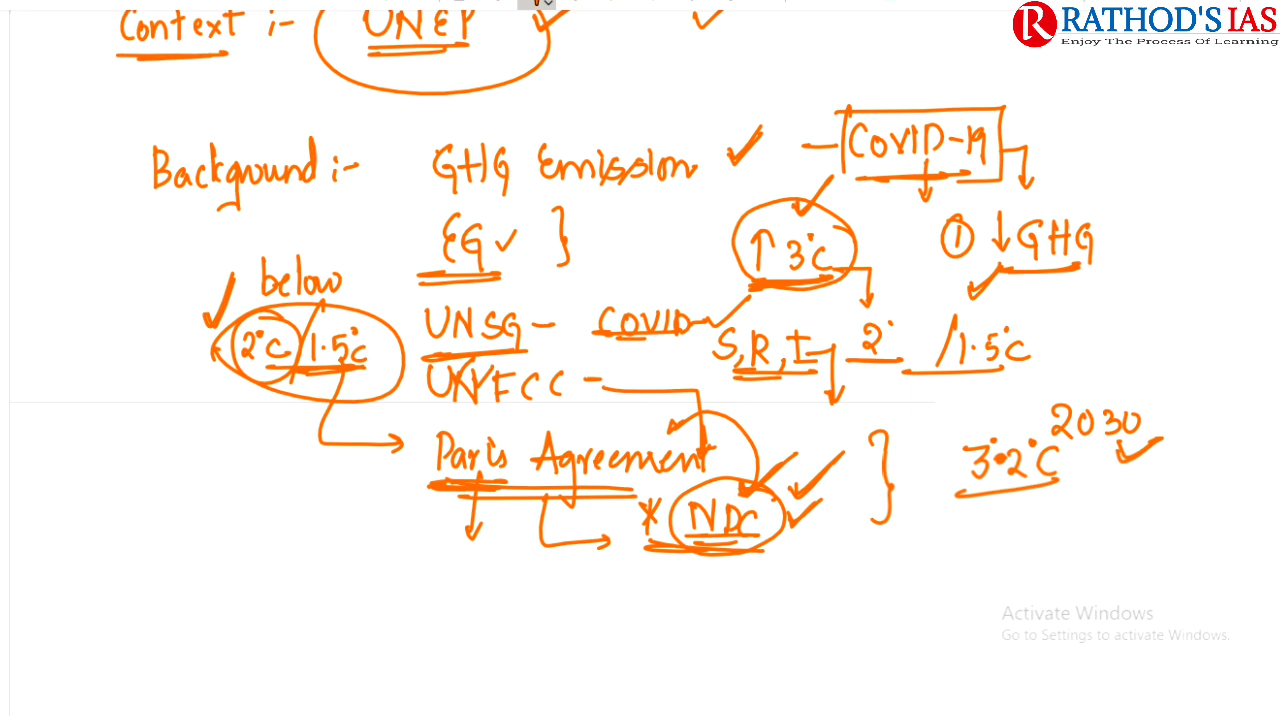 Context :- UNEP
RATHOD'S IAS
Enjoy The Process Of Learning
Background :- GHG Emission
COVID-19
EG
↑ 3°C
① ↓ GHG
below
2°C/1.5°C
UNSG - COVID
S, R, I 2° /1.5°C
UNFCC -
Paris Agreement
2030
3.2°C
* NDC
Activate Windows
Go to Settings to activate Windows.